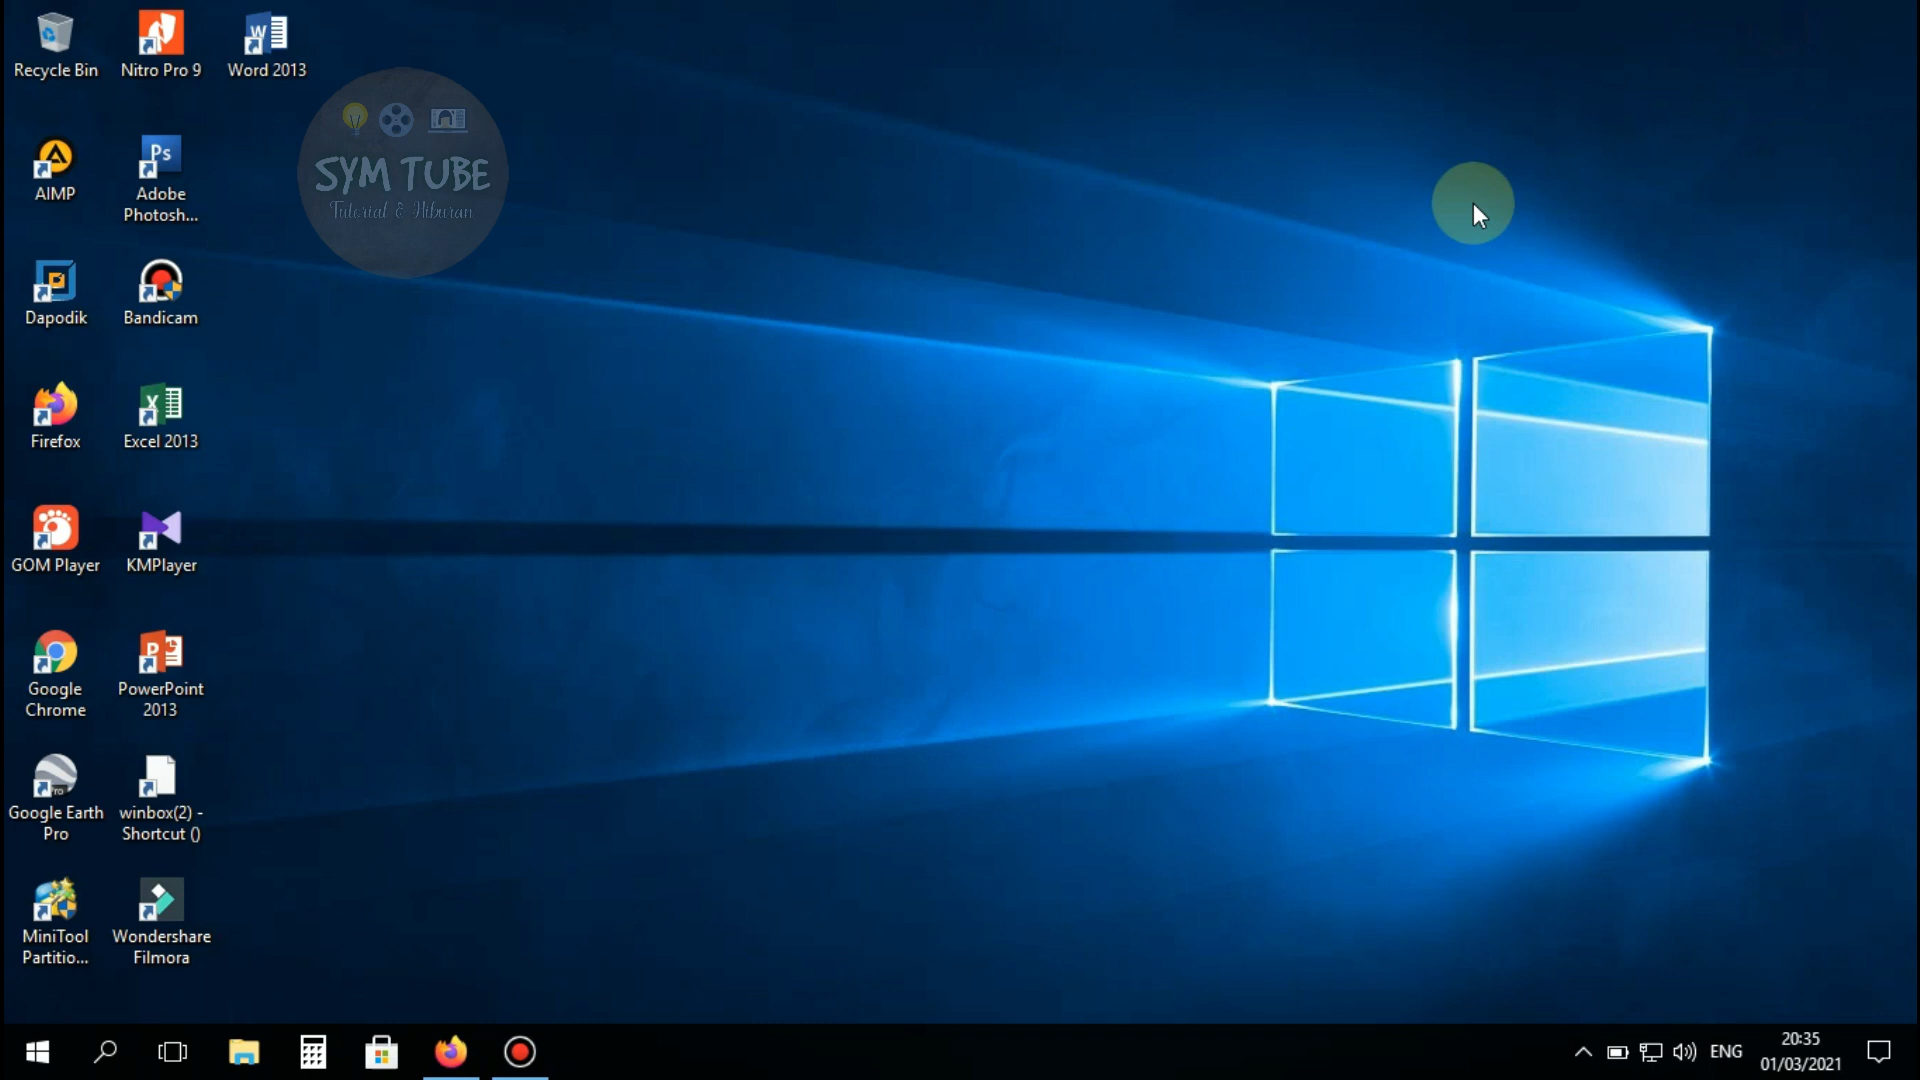 Recycle Bin
Nitro Pro 9
Word 2013
SYM TUBE
Tutorial & Hiburan
AIMP
Ps
Adobe
Photosh...
Dapodik
Bandicam
Firefox
Excel 2013
GOM Player
KMPlayer
Google
Chrome
PowerPoint
2013
Google Earth
Pro
winbox(2) -
Shortcut ()
MiniTool
Partitio...
Wondershare
Filmora
ENG
20:35
01/03/2021